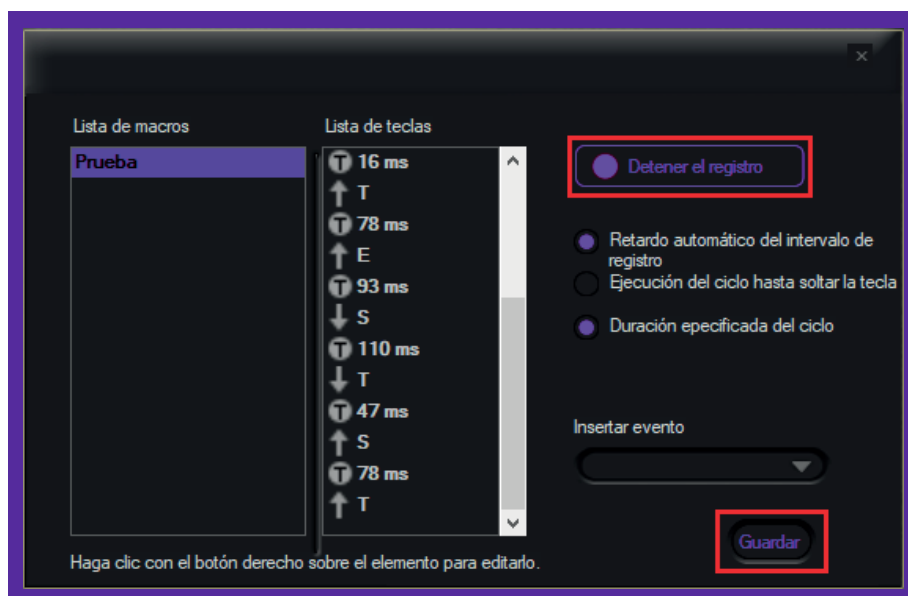 Lista de macros
Lista de teclas
Prueba
16 ms
T
78 ms
E
93 ms
S
110 ms
T
47 ms
S
78 ms
T
Detener el registro
Retardo automático del intervalo de
registro
Ejecución del ciclo hasta soltar la tecla
Duración epecificada del ciclo
Insertar evento
Guardar
Haga clic con el botón derecho sobre el elemento para editarlo.